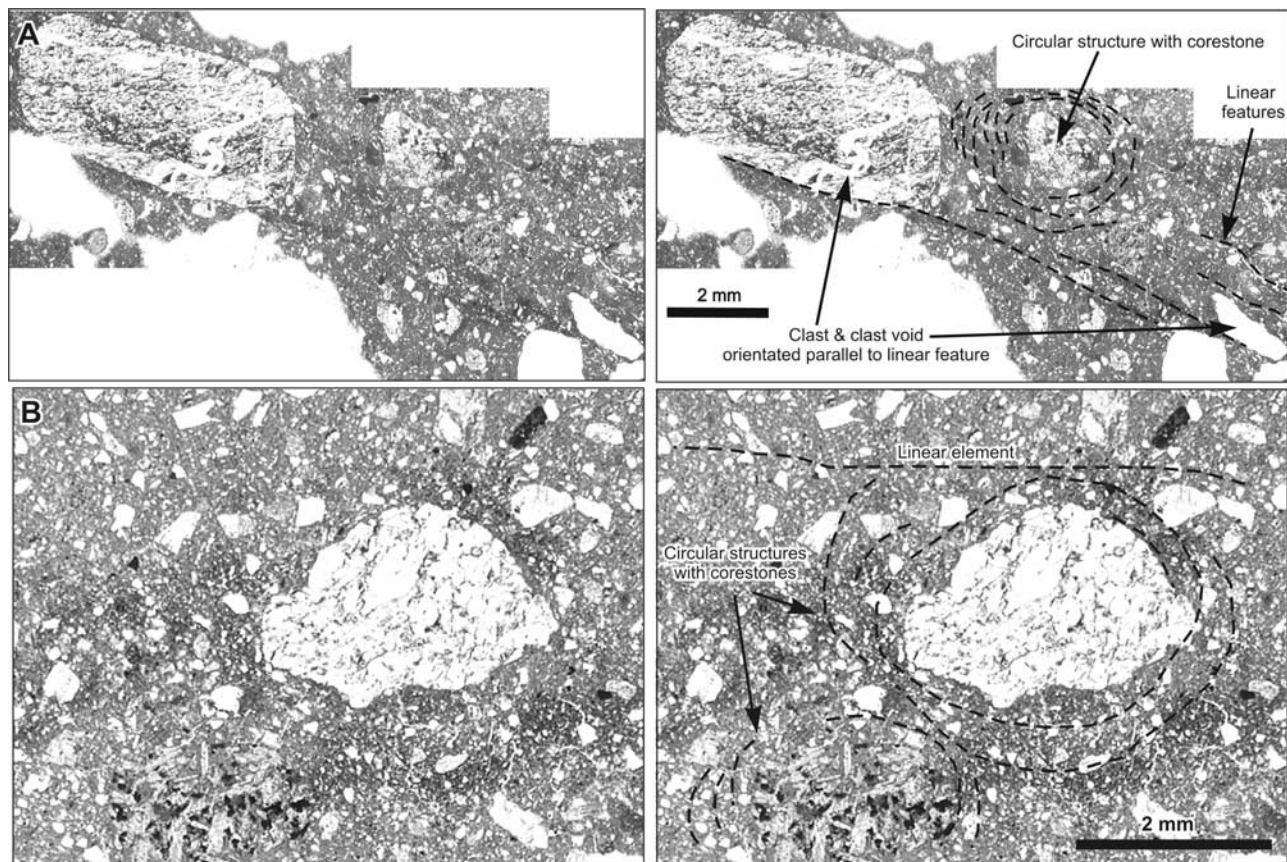 A
Circular structure with corestone
Linear
features
2 mm
Clast & clast void
orientated parallel to linear feature
B
Linear element
Circular structures
with corestones
2 mm